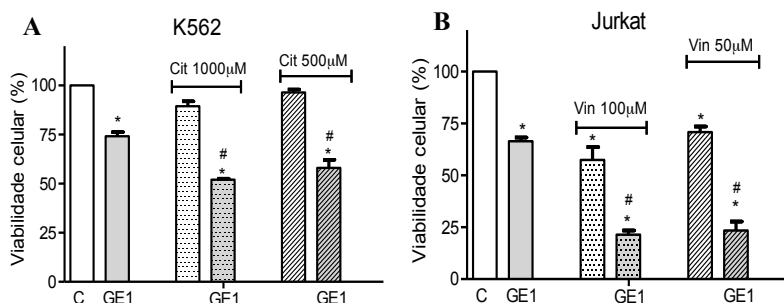 A
K562
Viabilidade celular (%)
100
75
50
25
0
Cit 1000μM
Cit 500μM
*
#
*
#
*
C
GE1
GE1
GE1
B
Jurkat
Viabilidade celular (%)
100
75
50
25
0
Vin 50μM
Vin 100μM
*
*
#
*
*
#
*
C
GE1
GE1
GE1